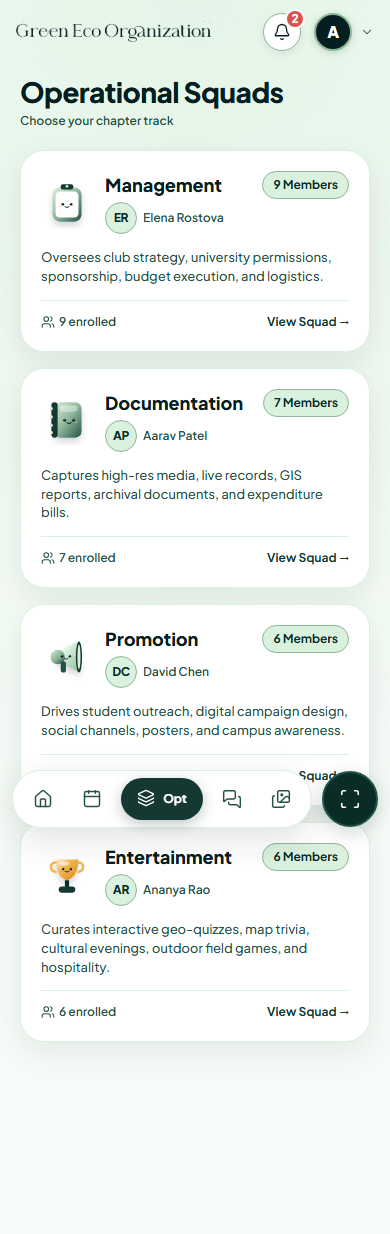 Green Eco Organization
2
A
Operational Squads
Choose your chapter track
Management
9 Members
ER
Elena Rostova
Oversees club strategy, university permissions,
sponsorship, budget execution, and logistics.
9 enrolled
View Squad →
Documentation
7 Members
AP
Aarav Patel
Captures high-res media, live records, GIS
reports, archival documents, and expenditure
bills.
7 enrolled
View Squad →
Promotion
6 Members
DC
David Chen
Drives student outreach, digital campaign design,
social channels, posters, and campus awareness.
Squad
Opt
Entertainment
6 Members
AR
Ananya Rao
Curates interactive geo-quizzes, map trivia,
cultural evenings, outdoor field games, and
hospitality.
6 enrolled
View Squad →